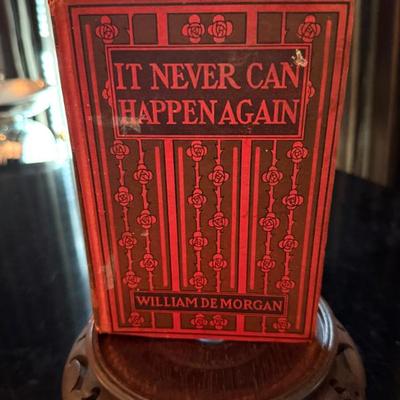 IT NEVER CAN
HAPPEN AGAIN
WILLIAM DE MORGAN